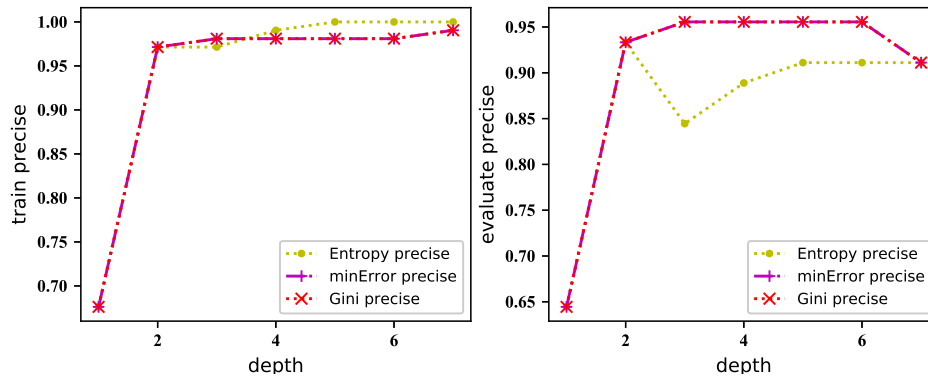 train precise
1.00
0.95
0.90
0.85
0.80
0.75
0.70
2
4
6
depth
Entropy precise
minError precise
Gini precise
evaluate precise
0.95
0.90
0.85
0.80
0.75
0.70
0.65
2
4
6
depth
Entropy precise
minError precise
Gini precise